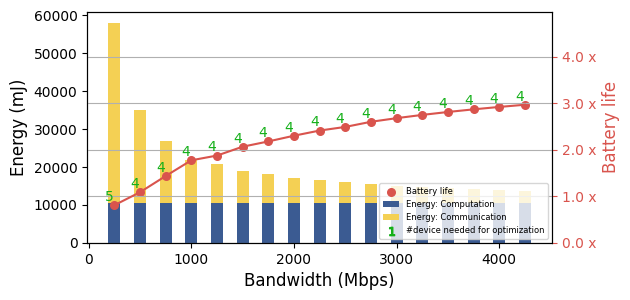 60000
50000
40000
30000
20000
10000
0
Energy (mJ)
5 4 4 4 4 4 4 4 4 4 4 4 4 4 4 4 4
4.0 x
3.0 x
2.0 x
1.0 x
0.0 x
Battery life
Battery life
Energy: Computation
Energy: Communication
1 #device needed for optimization
0 1000 2000 3000 4000
Bandwidth (Mbps)